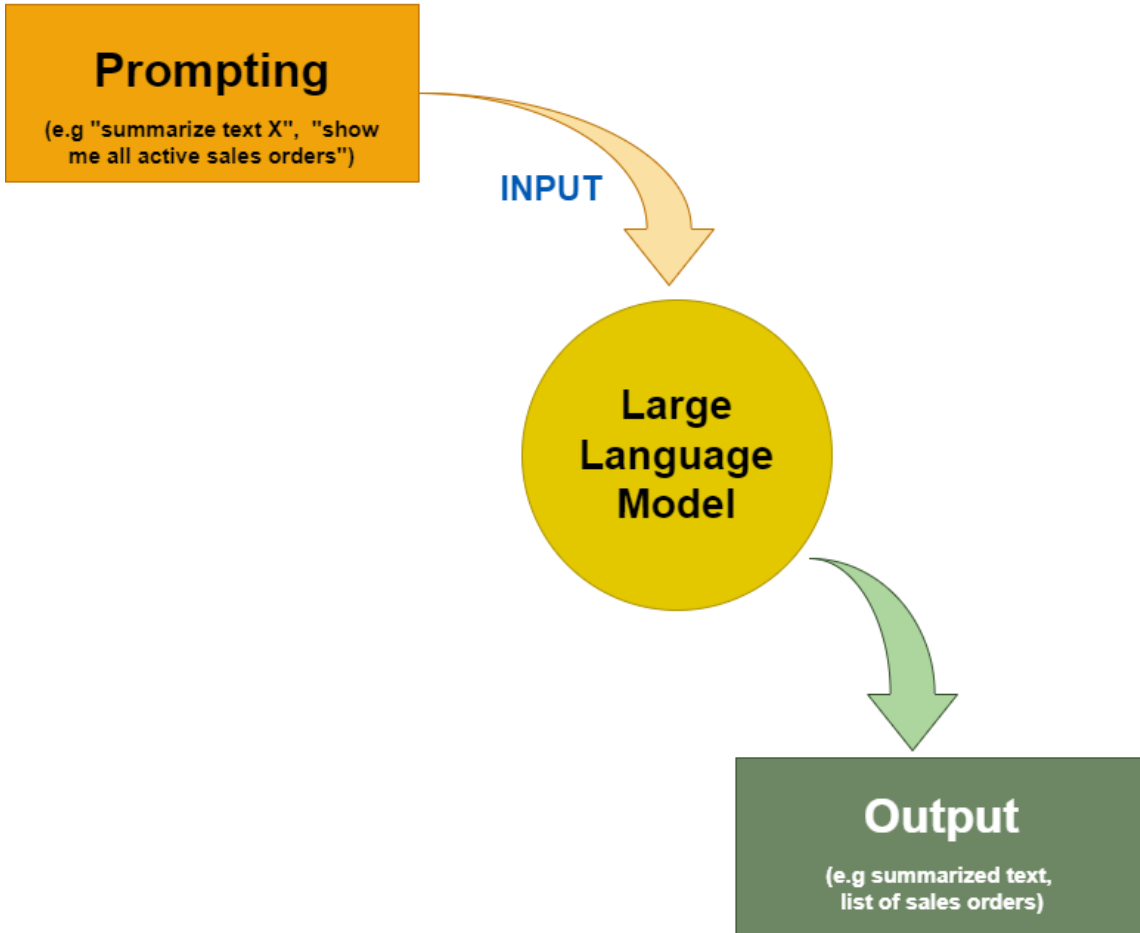 Prompting
(e.g "summarize text X", "show
me all active sales orders")
INPUT
Large
Language
Model
Output
(e.g summarized text,
list of sales orders)